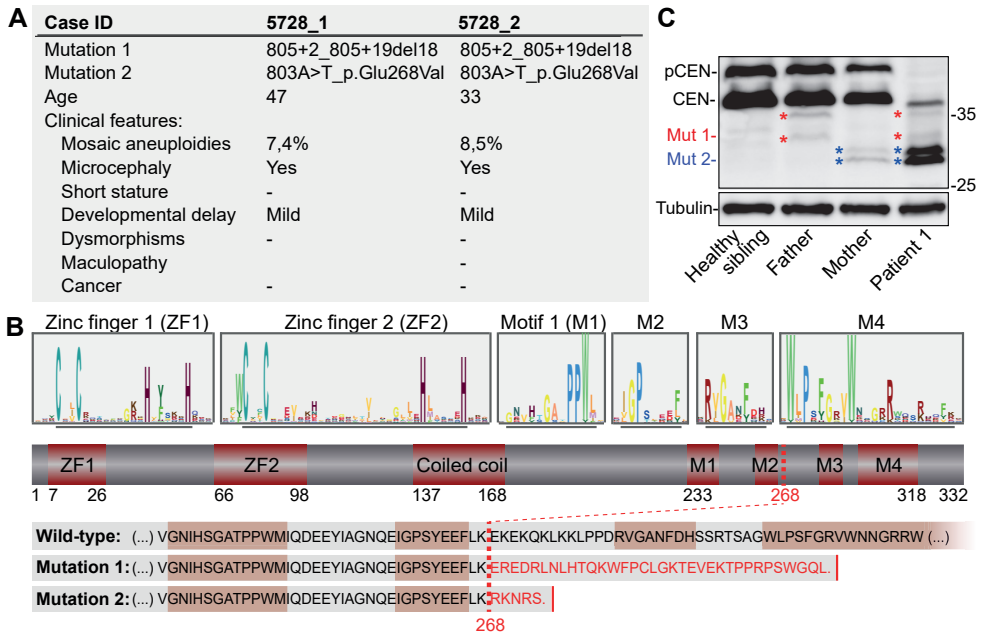 A
Case ID 5728_1 5728_2
Mutation 1 805+2_805+19del18 805+2_805+19del18
Mutation 2 803A>T_p.Glu268Val 803A>T_p.Glu268Val
Age 47 33
Clinical features:
Mosaic aneuploidies 7,4% 8,5%
Microcephaly Yes Yes
Short stature - -
Developmental delay Mild Mild
Dysmorphisms - -
Maculopathy -
Cancer - -
C
pCEN-
CEN-
-35
Mut 1-
Mut 2-
-25
Tubulin-
Healthy sibling
Father
Mother
Patient 1
B
Zinc finger 1 (ZF1) Zinc finger 2 (ZF2) Motif 1 (M1) M2 M3 M4
ZF1 ZF2 Coiled coil M1 M2 M3 M4
1 7 26 66 98 137 168 233 268 318 332
Wild-type: (...) VGNIHSGATPPWMIQDEEYIAGNQEIGPSYEEFLKEKEKQKLKKLPPDRVGANFDHSSRTSAGWLPSFGRVWNNGRRW (...)
Mutation 1: (...) VGNIHSGATPPWMIQDEEYIAGNQEIGPSYEEFLKEREDRLNLHTQKWFPCLGKTEVEKTPPRPSWGQL.
Mutation 2: (...) VGNIHSGATPPWMIQDEEYIAGNQEIGPSYEEFLKRKNRS.
268